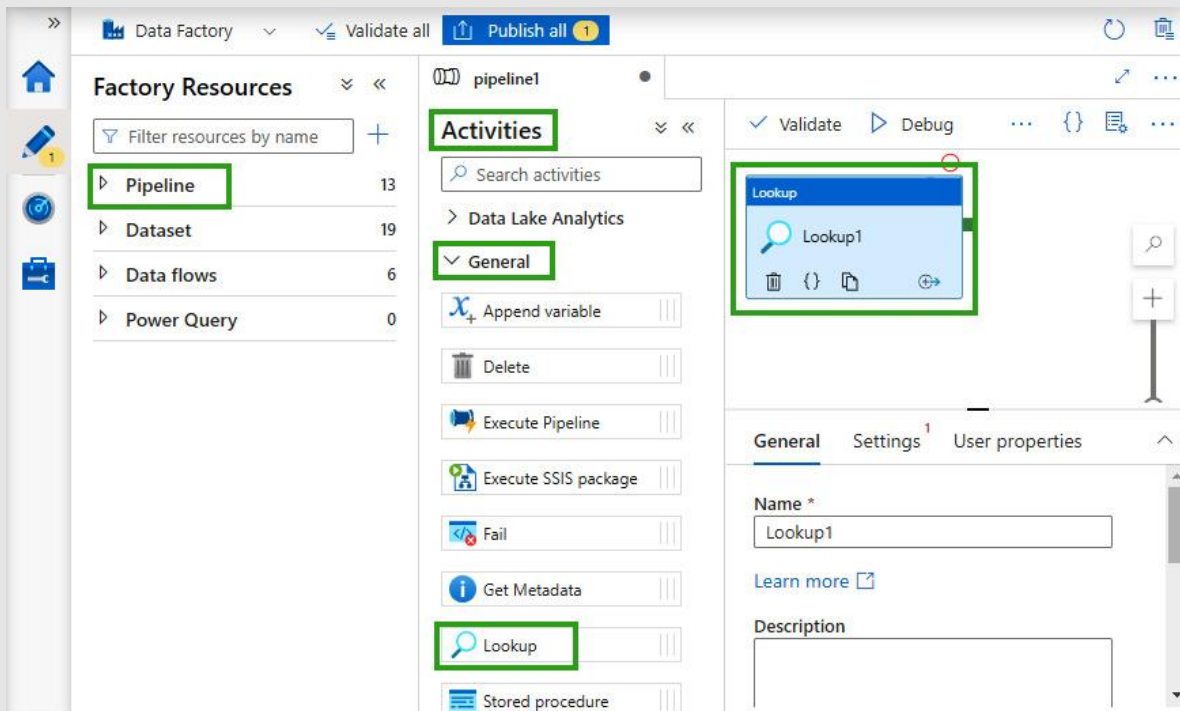 Data Factory
Validate all
Publish all 1
Factory Resources
Filter resources by name
1
Pipeline 13
Dataset 19
Data flows 6
Power Query 0
pipeline1
Activities
Search activities
Data Lake Analytics
General
Append variable
Delete
Execute Pipeline
Execute SSIS package
Fail
Get Metadata
Lookup
Stored procedure
Validate Debug
Lookup
Lookup1
General Settings 1 User properties
Name *
Lookup1
Learn more
Description